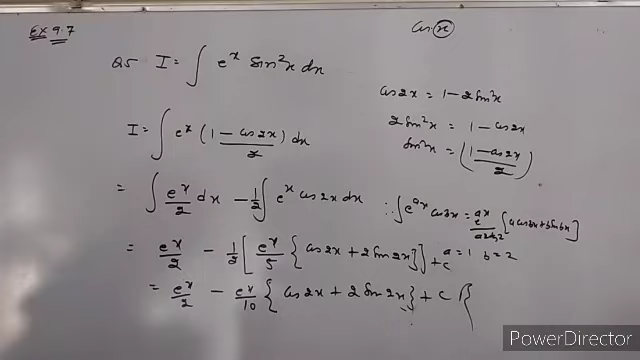 EX 9.7
cos (x)
Q5 I = ∫ e^x sin²x dx
cos 2x = 1 - 2 sin²x
2 sin²x = 1 - cos 2x
sin²x = ((1 - cos 2x)/2)
I = ∫ e^x ((1 - cos 2x)/2) dx
= ∫ e^x/2 dx - 1/2 ∫ e^x cos 2x dx
∵ ∫ e^{ax} cos bx = e^{ax}/(a²+b²) {a cos bx + b sin bx}
= e^x/2 - 1/2 [ e^x/5 { cos 2x + 2 sin 2x } ] + c
a = 1 b = 2
= e^x/2 - e^x/10 { cos 2x + 2 sin 2x } + c
PowerDirector